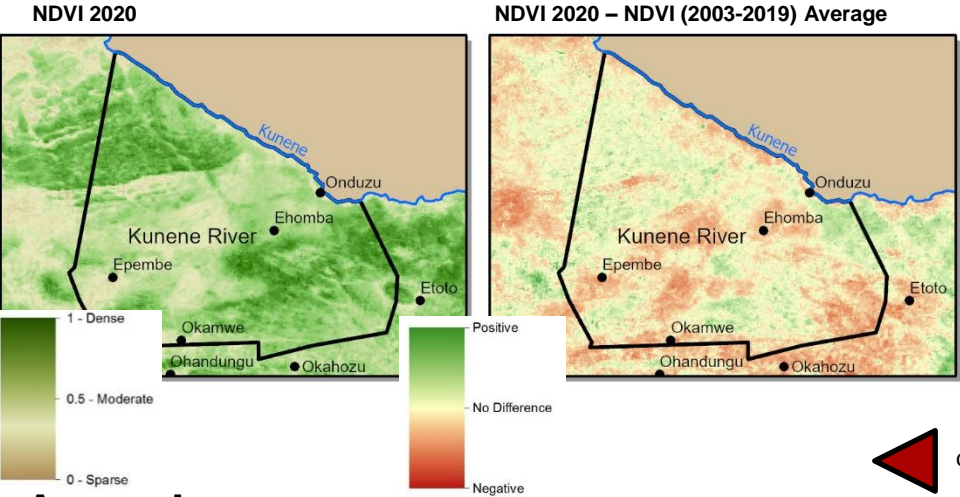 NDVI 2020
NDVI 2020 – NDVI (2003-2019) Average
Kunene
Onduzu
Ehomba
Kunene River
Epembe
Etoto
Okamwe
Ohandungu
Okahozu
Kunene
Onduzu
Ehomba
Kunene River
Epembe
Etoto
Okamwe
Ohandungu
Okahozu
1 - Dense
0.5 - Moderate
0 - Sparse
Positive
No Difference
Negative